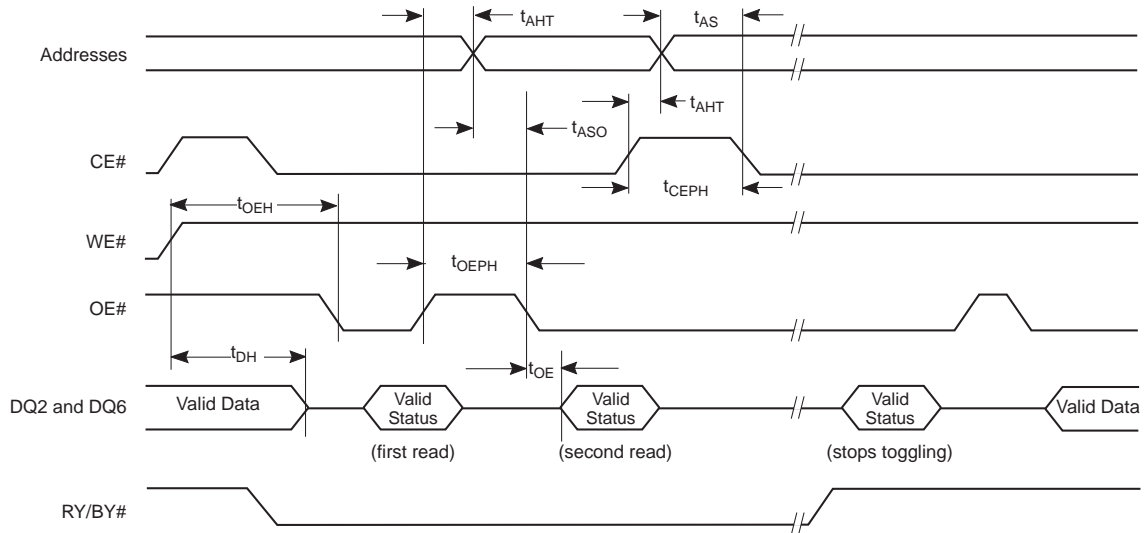 tAHT tAS
Addresses
tAHT
tASO
CE#
tCEPH
tOEH
WE#
tOEPH
OE#
tDH
tOE
DQ2 and DQ6 Valid Data Valid Status Valid Status Valid Status Valid Data
(first read) (second read) (stops toggling)
RY/BY#